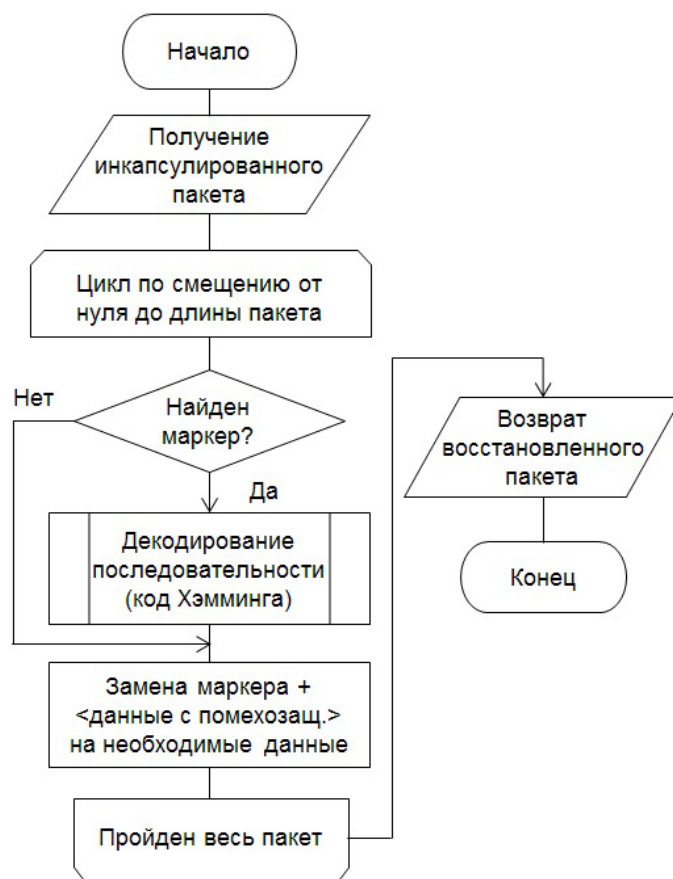 Начало
Получение
инкапсулированного
пакета
Цикл по смещению от
нуля до длины пакета
Нет
Найден
маркер?
Да
Декодирование
последовательности
(код Хэмминга)
Замена маркера +
<данные с помехозащ.>
на необходимые данные
Пройден весь пакет
Возврат
восстановленного
пакета
Конец